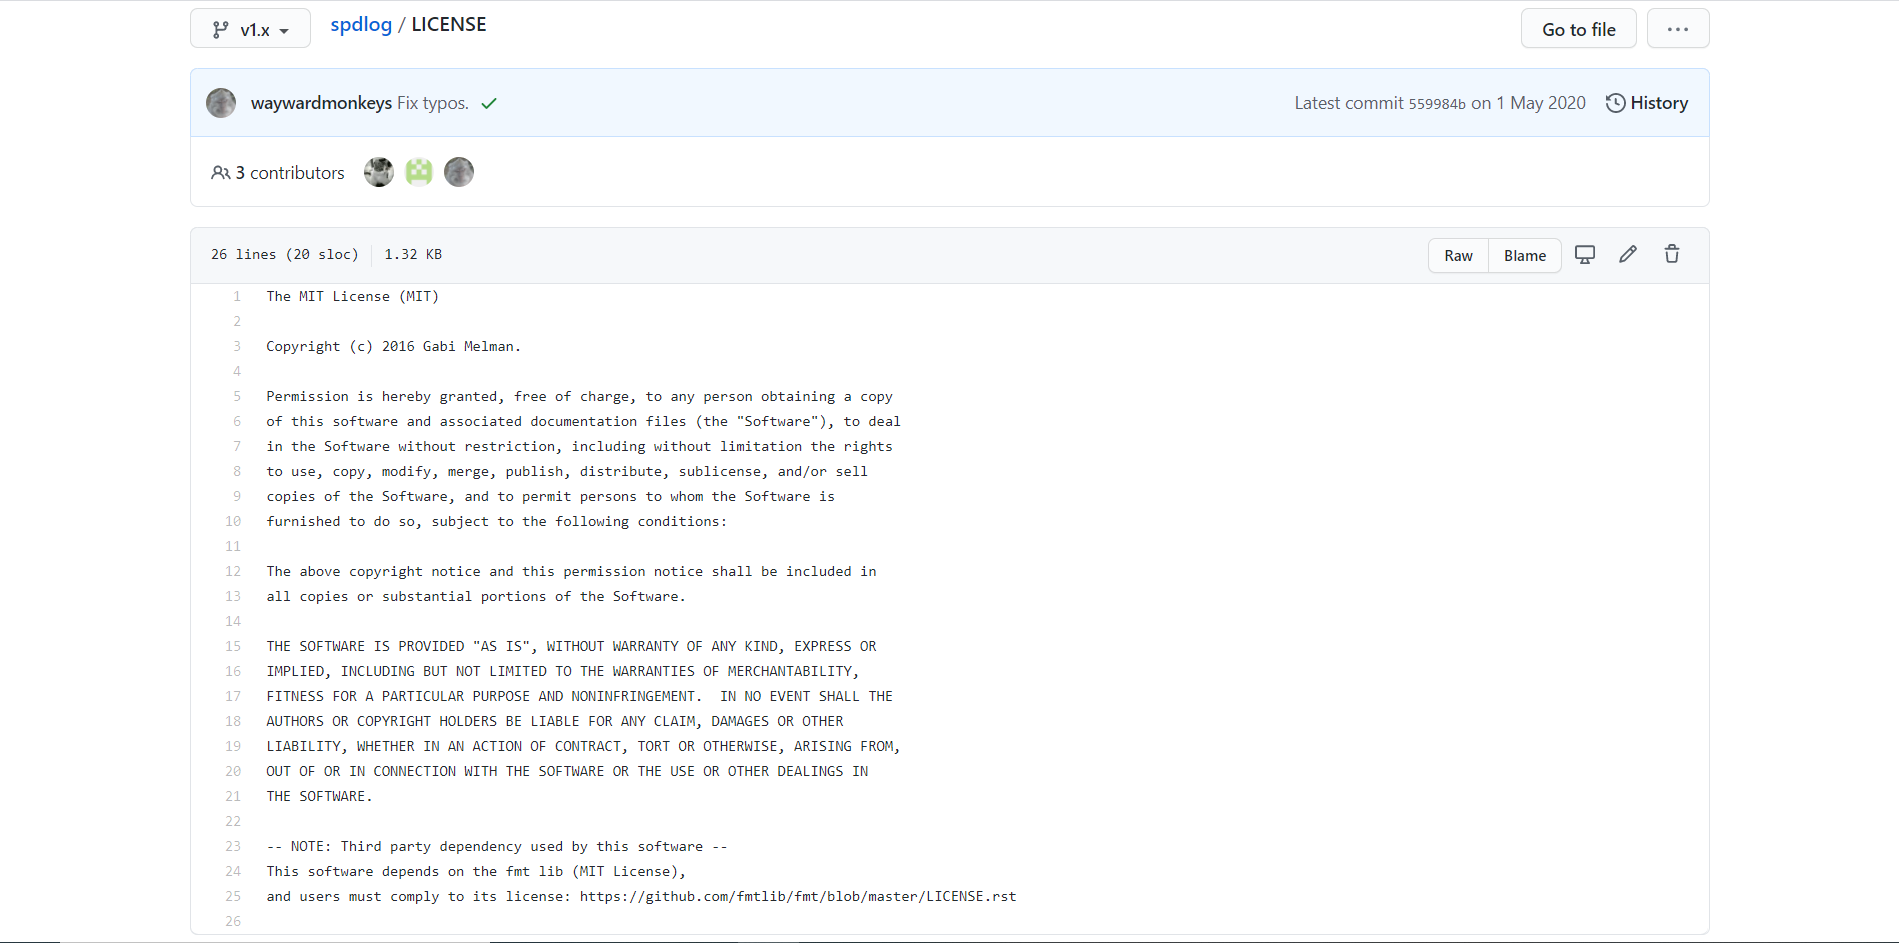 v1.x
spdlog / LICENSE
Go to file
...
waywardmonkeys Fix typos.
Latest commit 559984b on 1 May 2020
History
3 contributors
26 lines (20 sloc)
1.32 KB
Raw
Blame
1 The MIT License (MIT)
2
3 Copyright (c) 2016 Gabi Melman.
4
5 Permission is hereby granted, free of charge, to any person obtaining a copy
6 of this software and associated documentation files (the "Software"), to deal
7 in the Software without restriction, including without limitation the rights
8 to use, copy, modify, merge, publish, distribute, sublicense, and/or sell
9 copies of the Software, and to permit persons to whom the Software is
10 furnished to do so, subject to the following conditions:
11
12 The above copyright notice and this permission notice shall be included in
13 all copies or substantial portions of the Software.
14
15 THE SOFTWARE IS PROVIDED "AS IS", WITHOUT WARRANTY OF ANY KIND, EXPRESS OR
16 IMPLIED, INCLUDING BUT NOT LIMITED TO THE WARRANTIES OF MERCHANTABILITY,
17 FITNESS FOR A PARTICULAR PURPOSE AND NONINFRINGEMENT.  IN NO EVENT SHALL THE
18 AUTHORS OR COPYRIGHT HOLDERS BE LIABLE FOR ANY CLAIM, DAMAGES OR OTHER
19 LIABILITY, WHETHER IN AN ACTION OF CONTRACT, TORT OR OTHERWISE, ARISING FROM,
20 OUT OF OR IN CONNECTION WITH THE SOFTWARE OR THE USE OR OTHER DEALINGS IN
21 THE SOFTWARE.
22
23 -- NOTE: Third party dependency used by this software --
24 This software depends on the fmt lib (MIT License),
25 and users must comply to its license: https://github.com/fmtlib/fmt/blob/master/LICENSE.rst
26